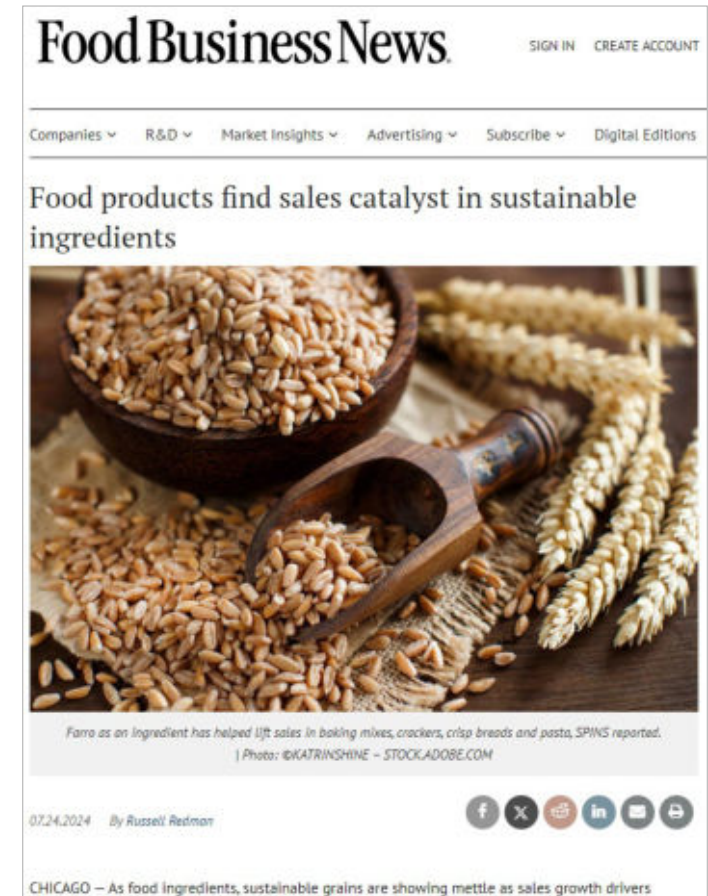 Food Business News.
SIGN IN CREATE ACCOUNT
Companies R&D Market Insights Advertising Subscribe Digital Editions
Food products find sales catalyst in sustainable
ingredients
Farro as an ingredient has helped lift sales in baking mixes, crackers, crisp breads and pasta, SPINS reported.
| Photo: ©KATRINSHINE – STOCK.ADOBE.COM
07.24.2024 By Russell Redman
CHICAGO — As food ingredients, sustainable grains are showing mettle as sales growth drivers